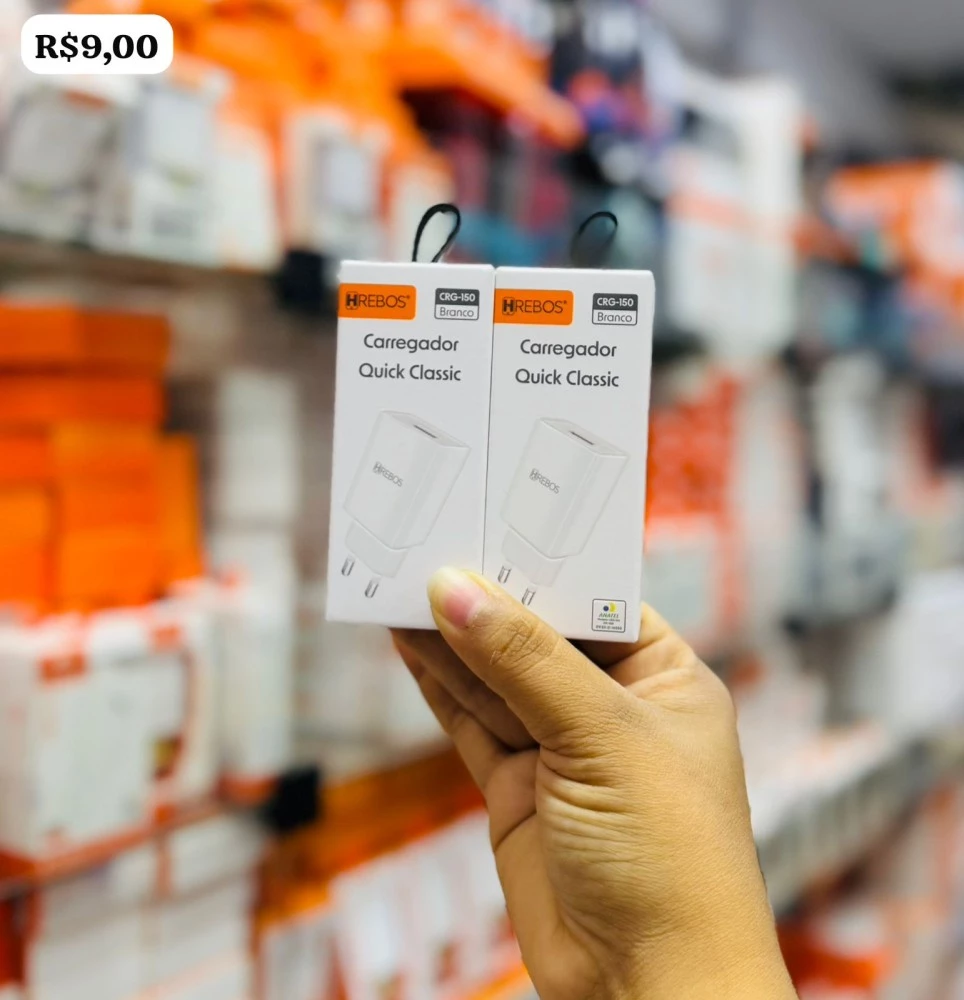 R$9,00
HREBOS
CRG-150
Branco
Carregador
Quick Classic
HREBOS
HREBOS
CRG-150
Branco
Carregador
Quick Classic
HREBOS
ANATEL